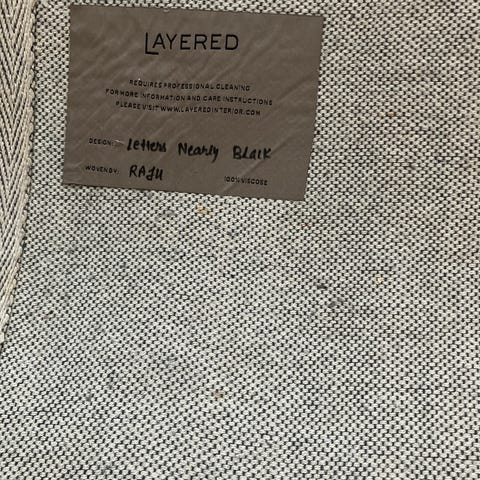 LAYERED
REQUIRES PROFESSIONAL CLEANING
FOR MORE INFORMATION AND CARE INSTRUCTIONS
PLEASE VISIT WWW.LAYEREDINTERIOR.COM
DESIGN: Letters Nearly Black
WOVEN BY: RAJU 100% VISCOSE